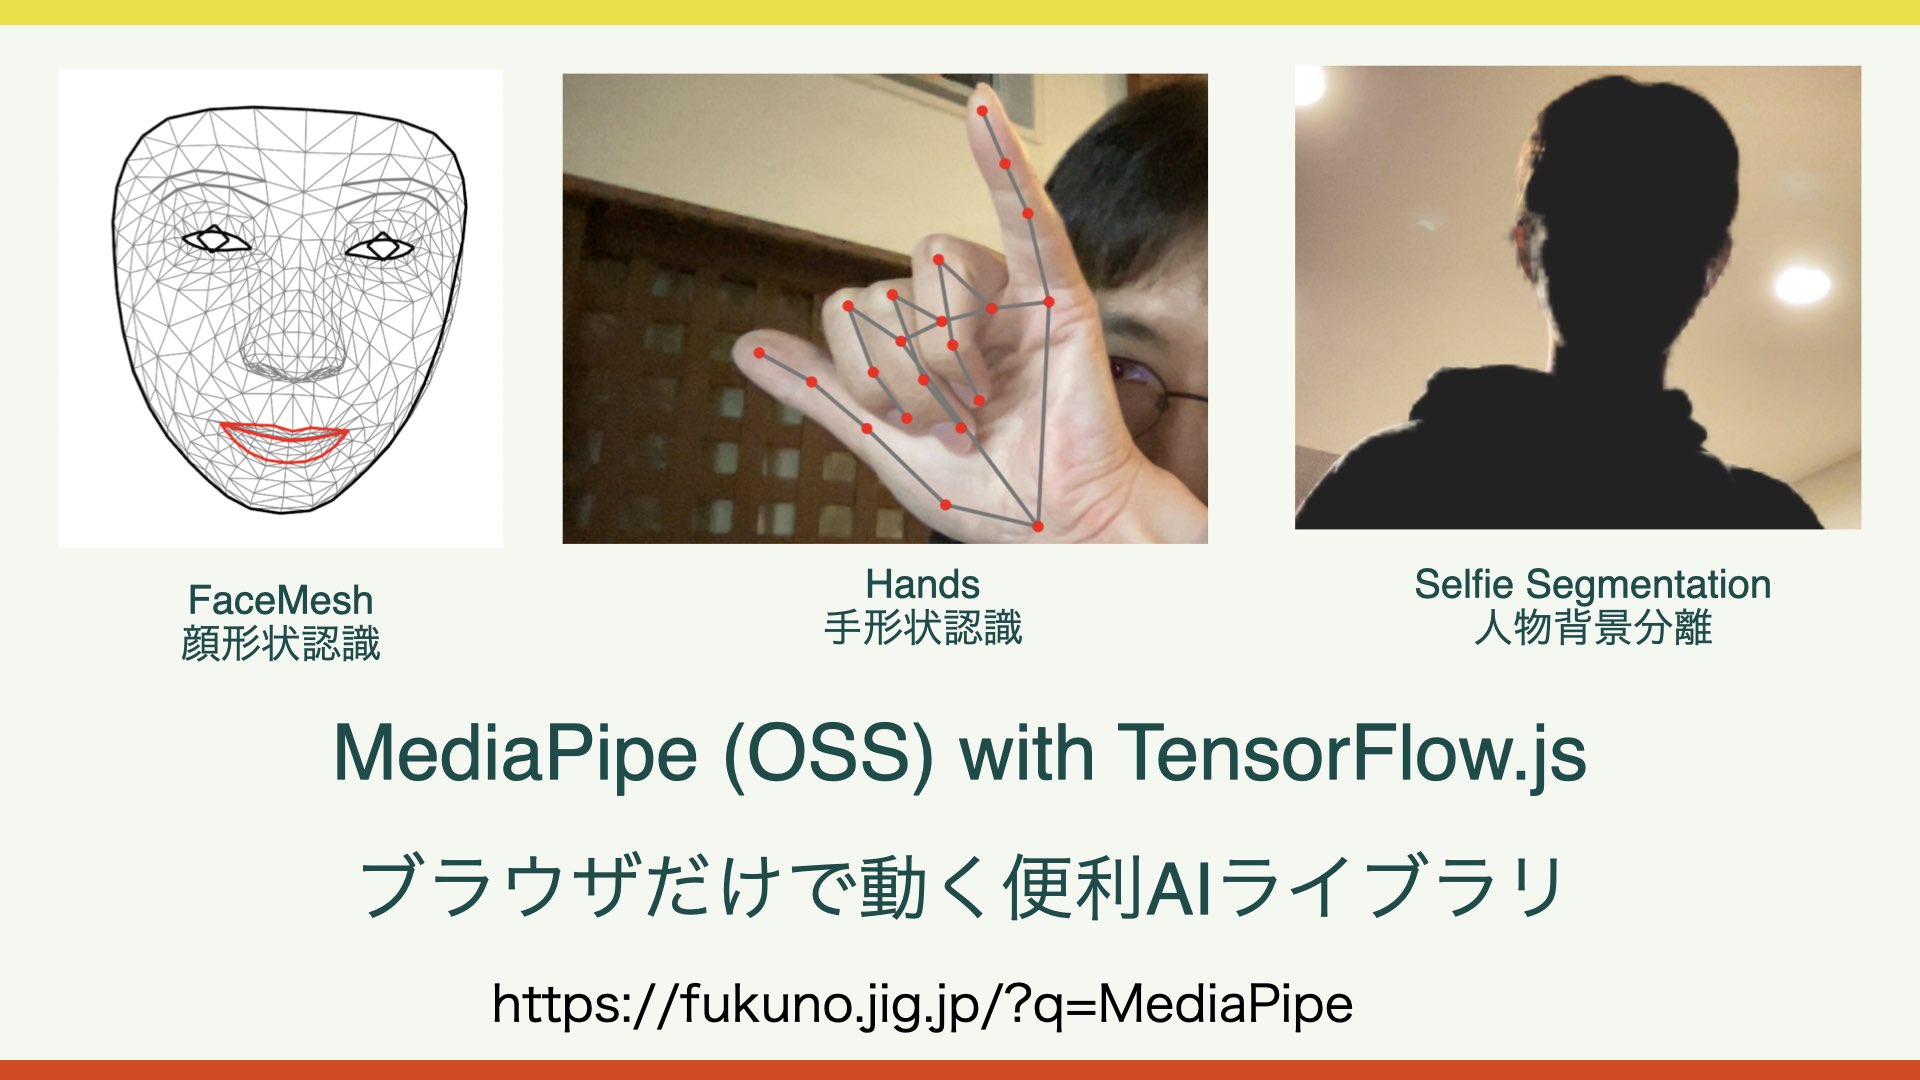 FaceMesh
顔形状認識
Hands
手形状認識
Selfie Segmentation
人物背景分離
MediaPipe (OSS) with TensorFlow.js
ブラウザだけで動く便利AIライブラリ
https://fukuno.jig.jp/?q=MediaPipe